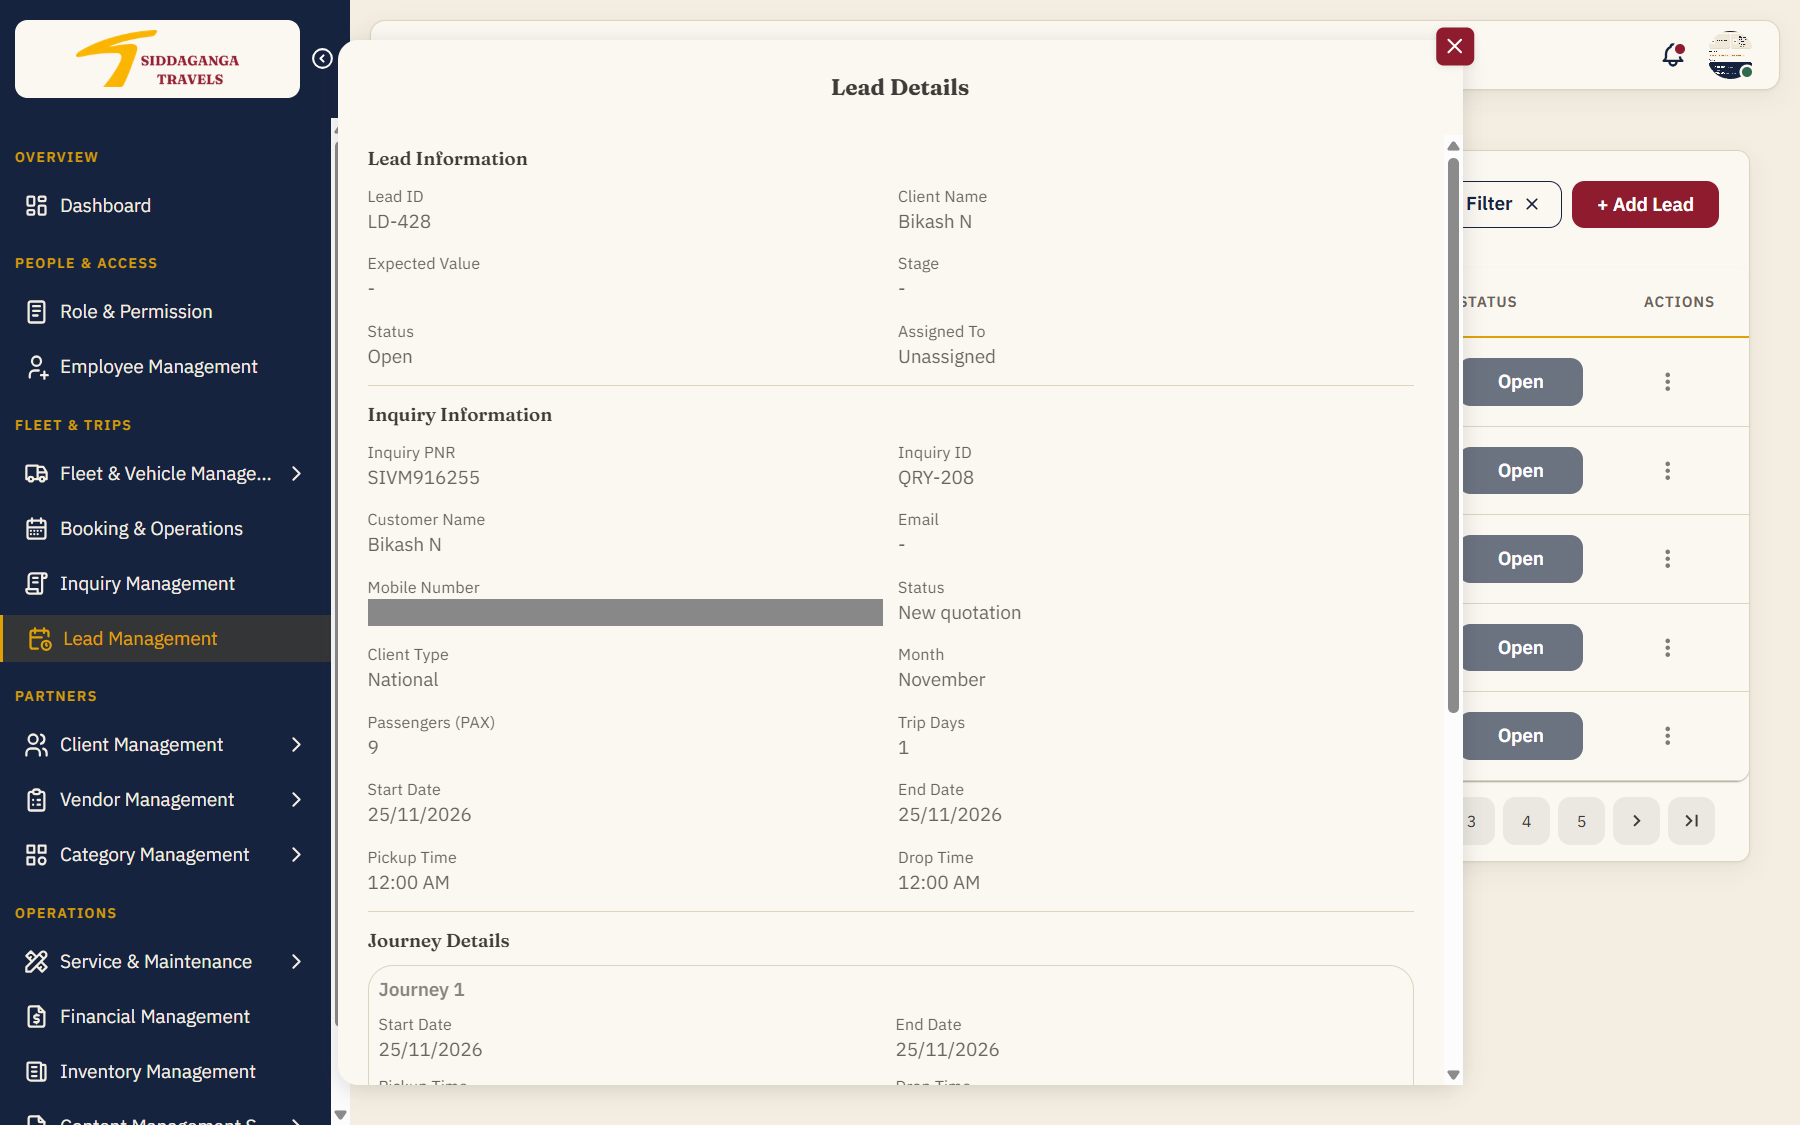 SIDDAGANGA
TRAVELS
OVERVIEW
Dashboard
PEOPLE & ACCESS
Role & Permission
Employee Management
FLEET & TRIPS
Fleet & Vehicle Manage...
Booking & Operations
Inquiry Management
Lead Management
PARTNERS
Client Management
Vendor Management
Category Management
OPERATIONS
Service & Maintenance
Financial Management
Inventory Management
Content Management S
Lead Details
Lead Information
Lead ID
LD-428
Client Name
Bikash N
Expected Value
-
Stage
-
Status
Open
Assigned To
Unassigned
Inquiry Information
Inquiry PNR
SIVM916255
Inquiry ID
QRY-208
Customer Name
Bikash N
Email
-
Mobile Number
Status
New quotation
Client Type
National
Month
November
Passengers (PAX)
9
Trip Days
1
Start Date
25/11/2026
End Date
25/11/2026
Pickup Time
12:00 AM
Drop Time
12:00 AM
Journey Details
Journey 1
Start Date
25/11/2026
End Date
25/11/2026
Pickup Time
Drop Time
Filter
+ Add Lead
STATUS
ACTIONS
Open
Open
Open
Open
Open
3
4
5